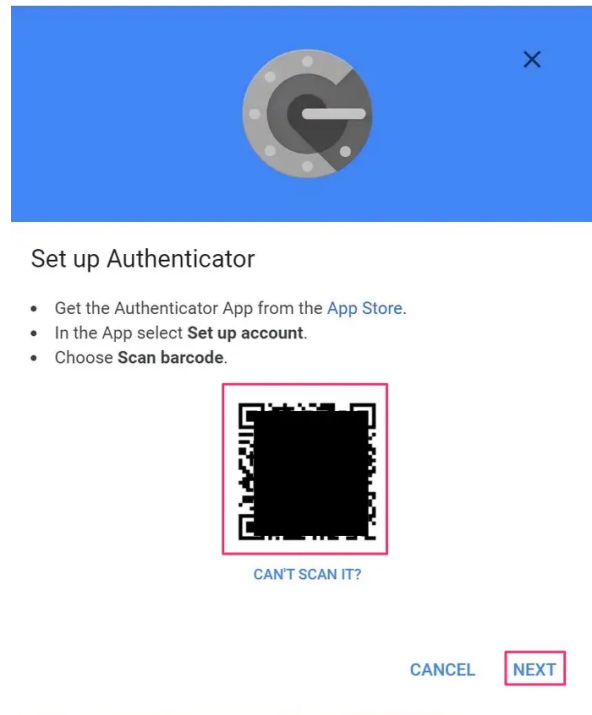 Set up Authenticator
Get the Authenticator App from the App Store.
In the App select Set up account.
Choose Scan barcode.
CAN'T SCAN IT?
CANCEL NEXT